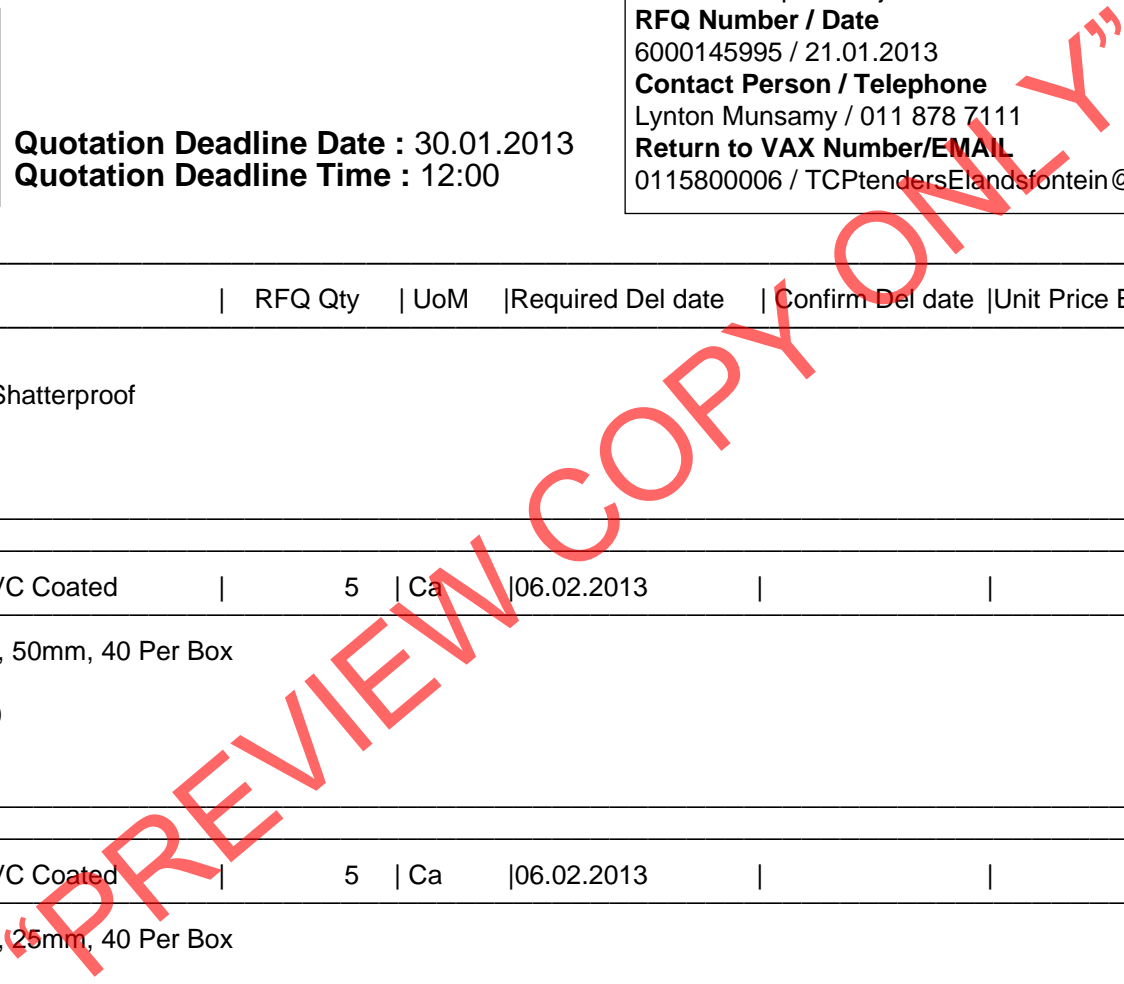 RFQ Number / Date
6000145995 / 21.01.2013
Contact Person / Telephone
Lynton Munsamy / 011 878 7111
Return to VAX Number/EMAIL
0115800006 / TCPtendersElandsfontein@
Quotation Deadline Date : 30.01.2013
Quotation Deadline Time : 12:00
| RFQ Qty | UoM |Required Del date | Confirm Del date |Unit Price
Shatterproof
VC Coated | 5 | Ca |06.02.2013 | |
, 50mm, 40 Per Box
)
VC Coated | 5 | Ca |06.02.2013 | |
, 25mm, 40 Per Box
“PREVIEW COPY ONLY”